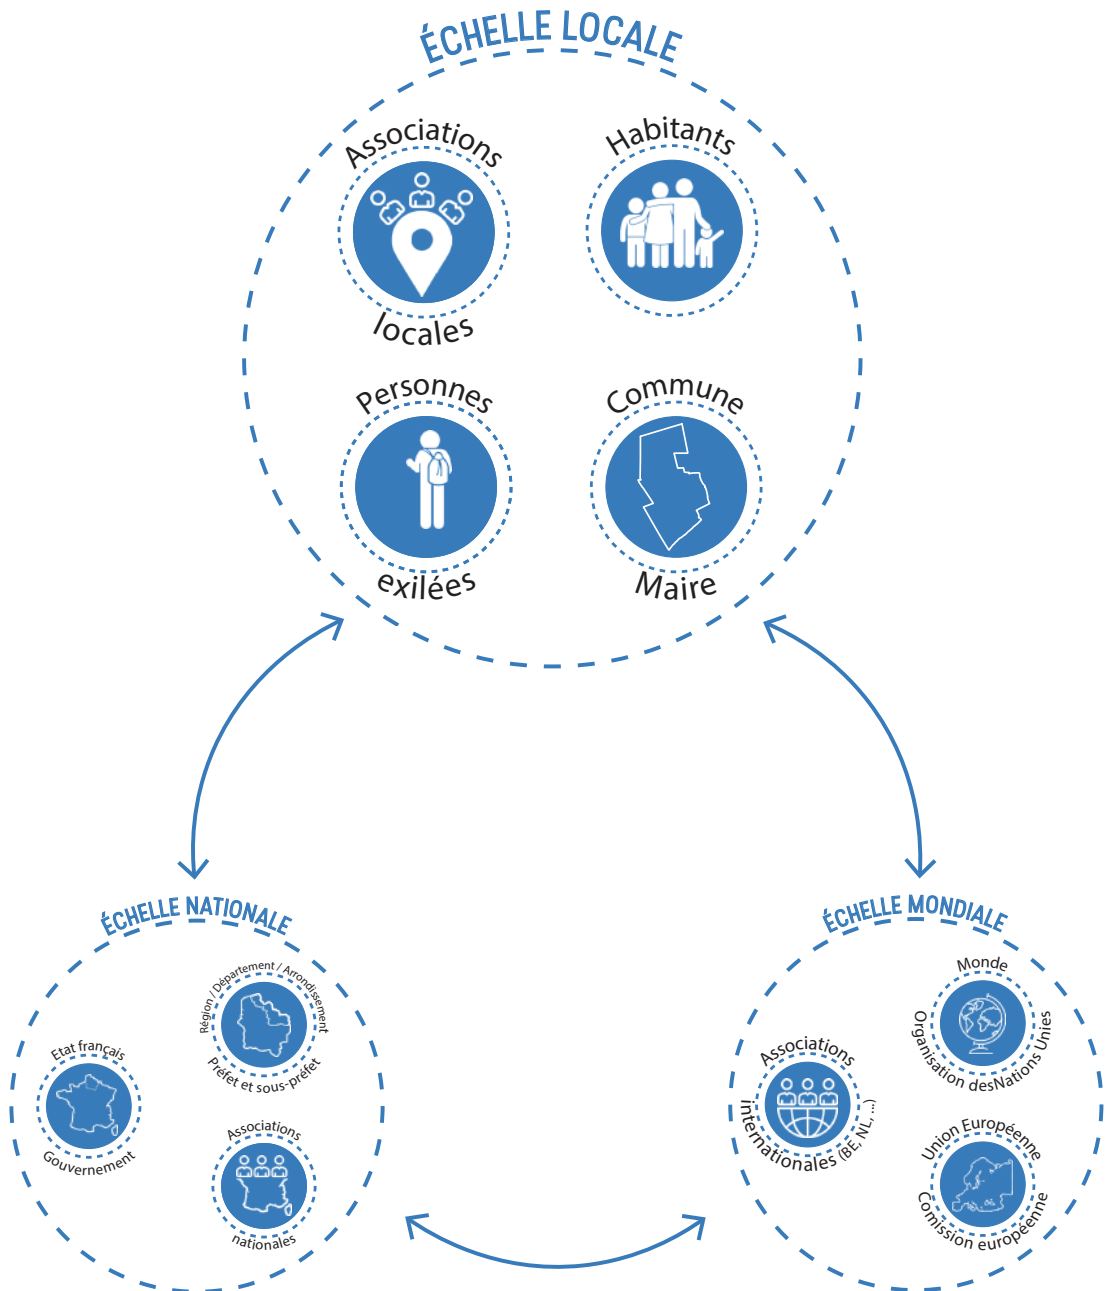 ÉCHELLE LOCALE
Associations
locales
Habitants
Personnes
exilées
Commune
Maire
ÉCHELLE NATIONALE
Région / Département / Arrondissement
Préfet et sous-préfet
Etat français
Gouvernement
Associations
nationales
ÉCHELLE MONDIALE
Monde
Organisation desNations Unies
Associations
internationales (BE, NL, ...)
Union Européenne
Comission européenne